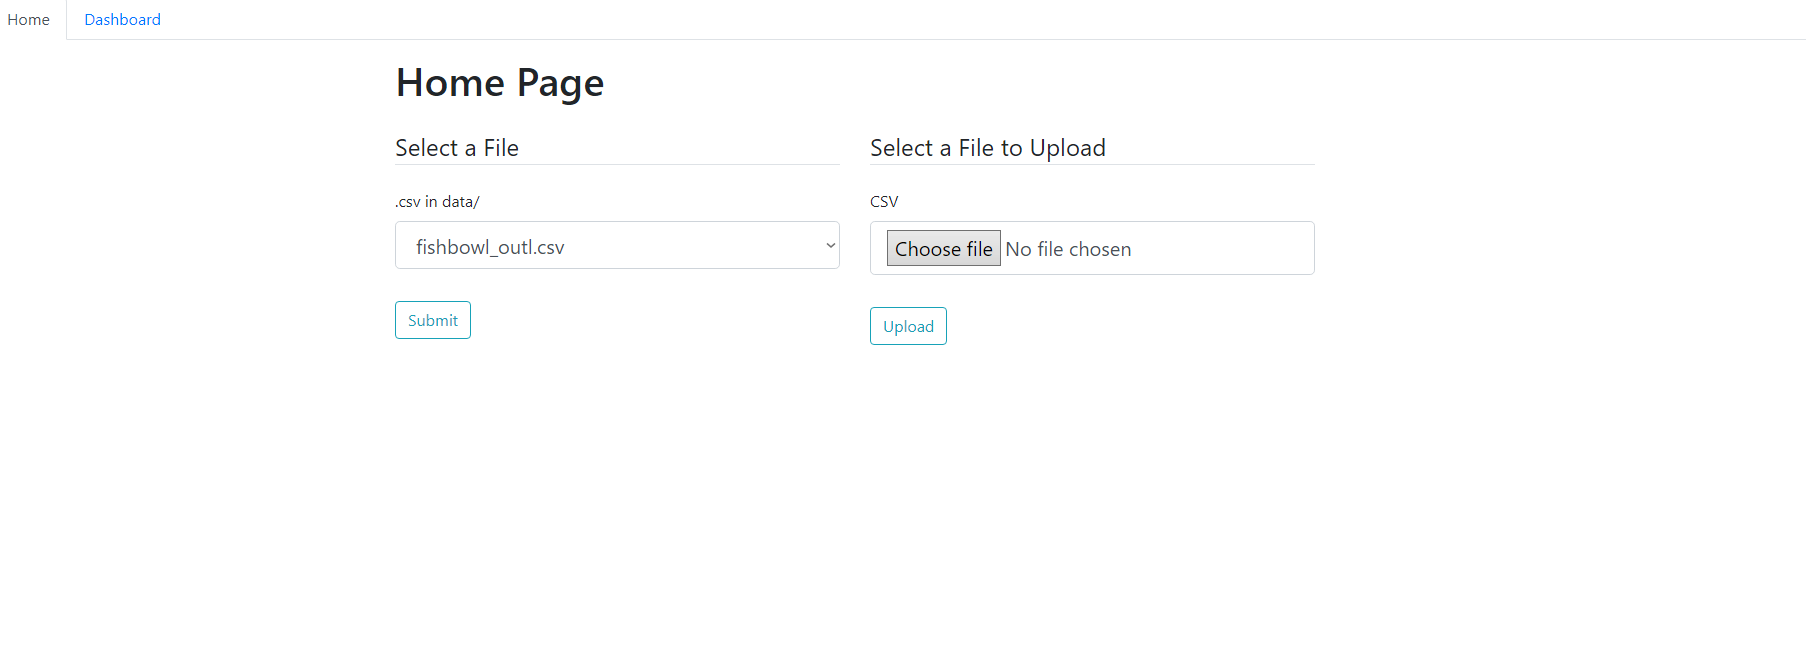 Home Dashboard
Home Page
Select a File
.csv in data/
fishbowl_outl.csv
Submit
Select a File to Upload
CSV
Choose file No file chosen
Upload